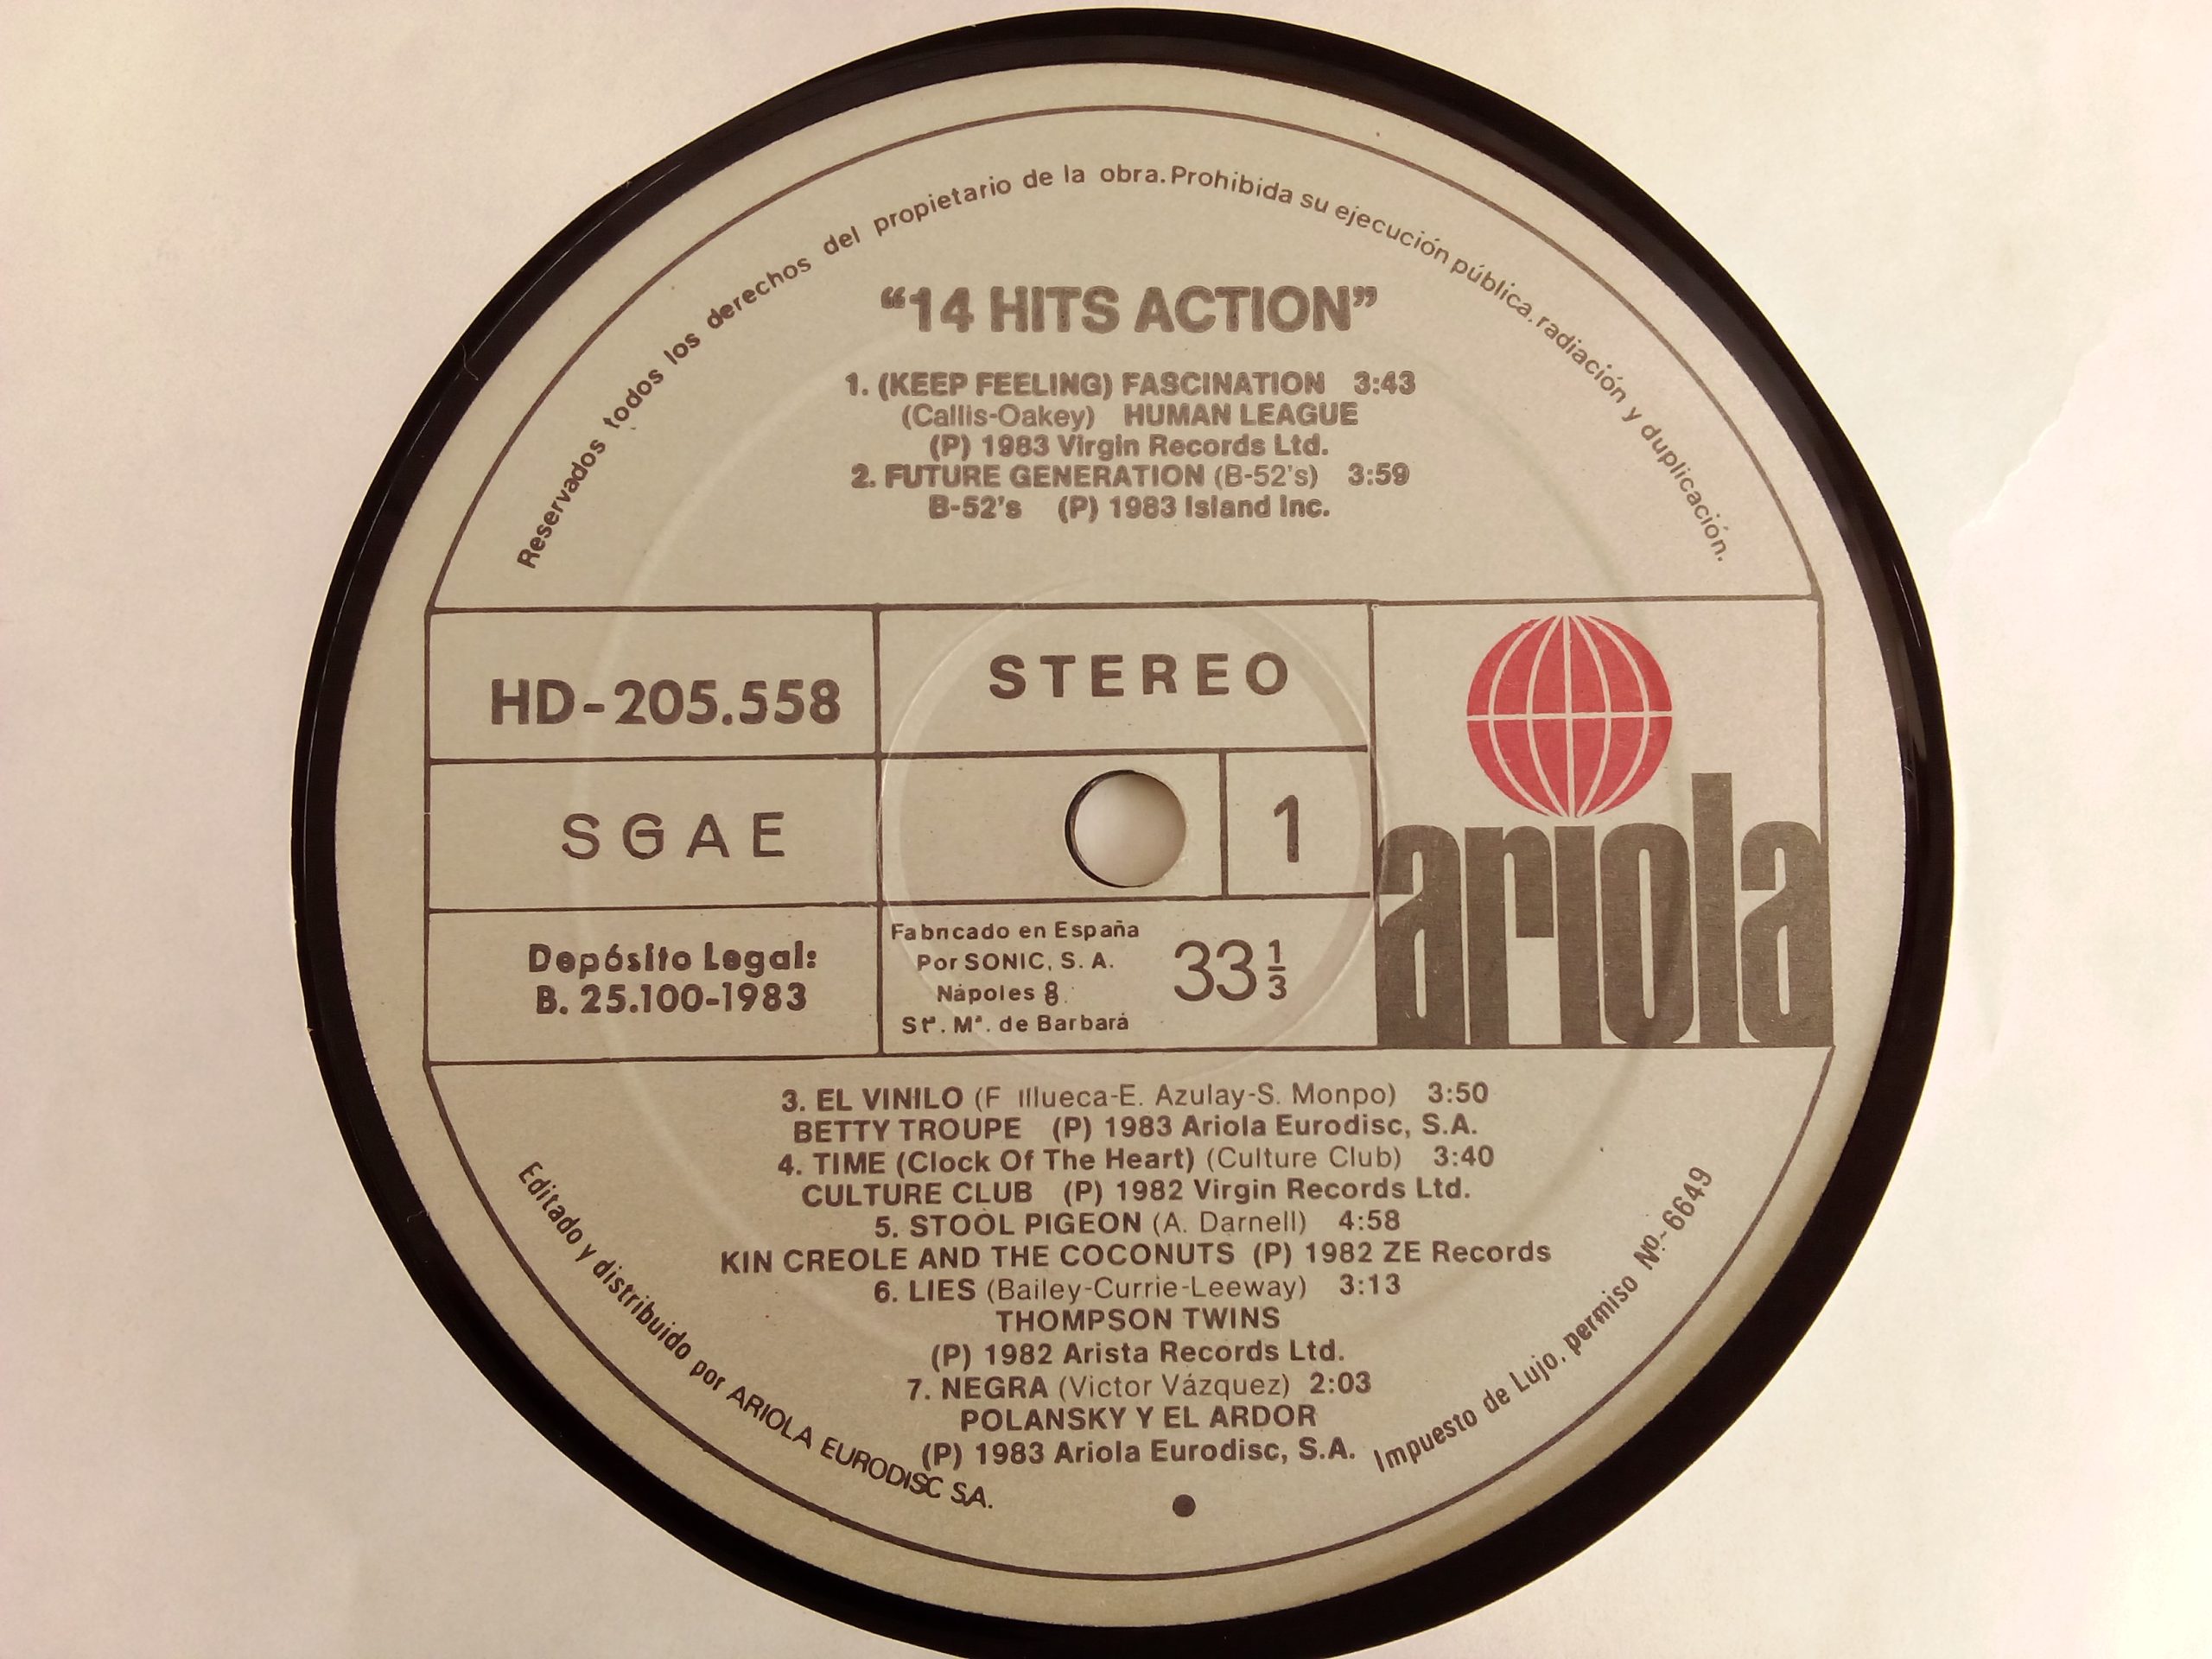 Reservados todos los derechos del propietario de la obra. Prohibida su ejecución pública. radiación y duplicación.
“14 HITS ACTION”
1. (KEEP FEELING) FASCINATION 3:43
(Callis-Oakey) HUMAN LEAGUE
(P) 1983 Virgin Records Ltd.
2. FUTURE GENERATION (B-52's) 3:59
B-52's (P) 1983 Island Inc.
HD-205.558
STEREO
SGAE
1
ariola
Depósito Legal:
B. 25.100-1983
Fabricado en España
Por SONIC, S. A.
Nápoles 8.
Stª. Mª. de Barbará
33 1/3
3. EL VINILO (F Illueca-E. Azulay-S. Monpo) 3:50
BETTY TROUPE (P) 1983 Ariola Eurodisc, S.A.
4. TIME (Clock Of The Heart) (Culture Club) 3:40
CULTURE CLUB (P) 1982 Virgin Records Ltd.
5. STOOL PIGEON (A. Darnell) 4:58
KIN CREOLE AND THE COCONUTS (P) 1982 ZE Records
6. LIES (Bailey-Currie-Leeway) 3:13
THOMPSON TWINS
(P) 1982 Arista Records Ltd.
7. NEGRA (Victor Vázquez) 2:03
POLANSKY Y EL ARDOR
(P) 1983 Ariola Eurodisc, S.A.
Editado y distribuido por ARIOLA EURODISC S.A.
Impuesto de Lujo. permiso Nº.-6649